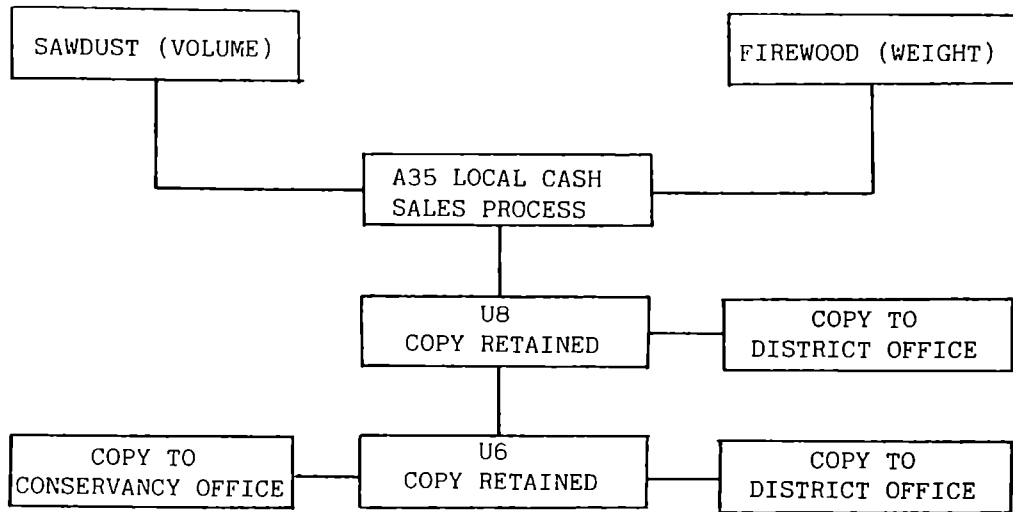 SAWDUST (VOLUME)
FIREWOOD (WEIGHT)
A35 LOCAL CASH
SALES PROCESS
U8
COPY RETAINED
COPY TO
DISTRICT OFFICE
COPY TO
CONSERVANCY OFFICE
U6
COPY RETAINED
COPY TO
DISTRICT OFFICE